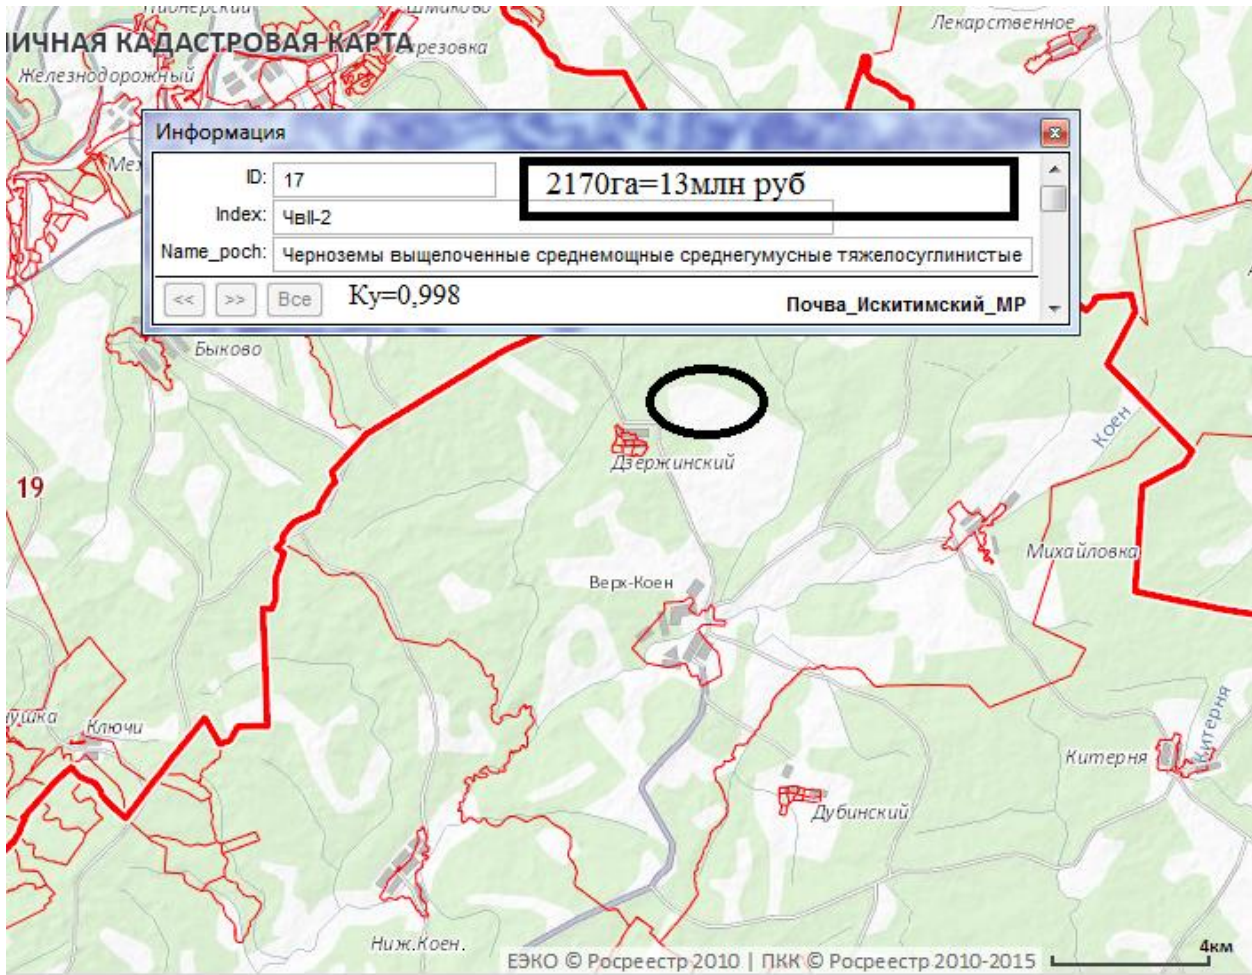 Пионерский
Шмаково
Лекарственное
ИЧНАЯ КАДАСТРОВАЯ КАРТА
Железнодорожный
Информация
ID: 17
2170га=13млн руб
Index: ЧвII-2
Name_poch: Черноземы выщелоченные среднемощные среднегумусные тяжелосуглинистые
<< >> Все Ку=0,998 Почва_Искитимский_МР
Быково
Коен
Дзержинский
19
Михайловка
Верх-Коен
Ключи
Китерня
Китерня
Дубинский
Ниж.Коен.
4км
ЕЭКО © Росреестр 2010 | ПКК © Росреестр 2010-2015